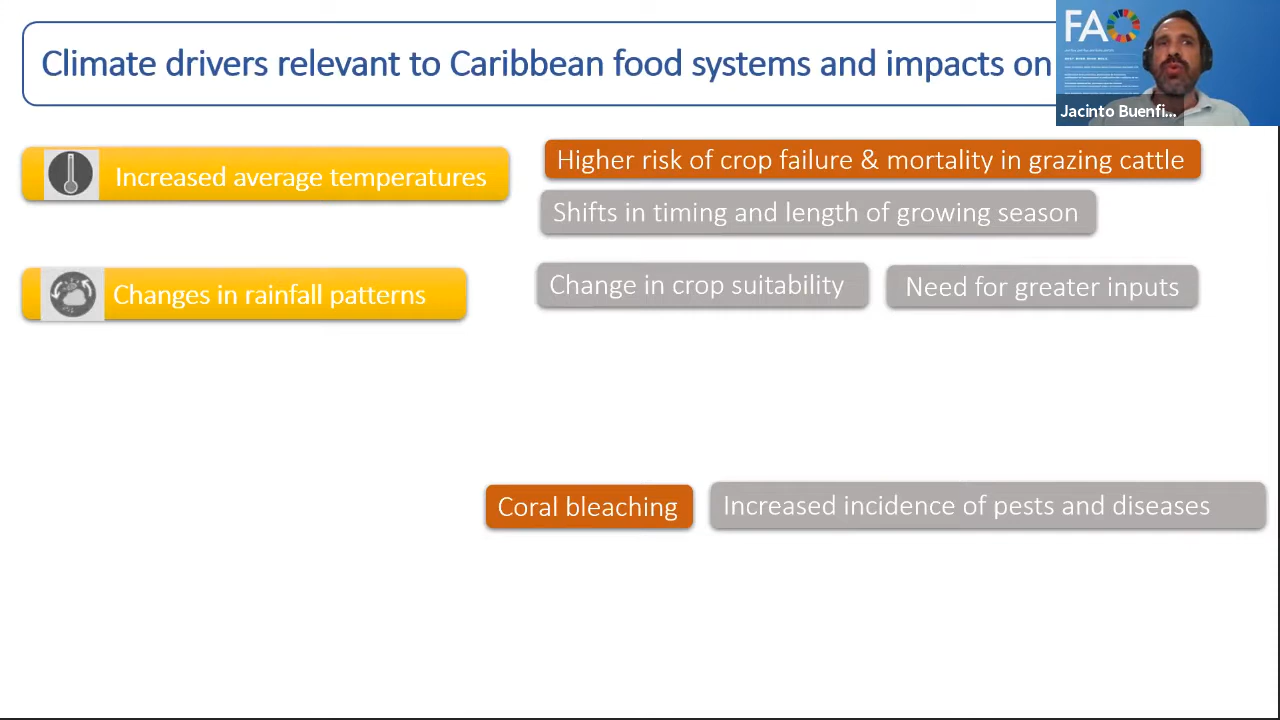 Climate drivers relevant to Caribbean food systems and impacts on
FAO
Jacinto Buenfi...
Increased average temperatures
Higher risk of crop failure & mortality in grazing cattle
Shifts in timing and length of growing season
Changes in rainfall patterns
Change in crop suitability
Need for greater inputs
Coral bleaching
Increased incidence of pests and diseases